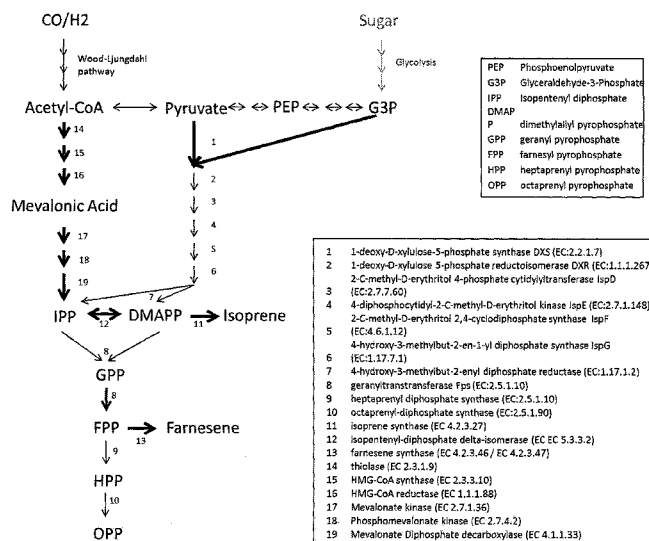 CO/H2
Sugar
Wood-Ljungdahl
pathway
Glycolysis
Acetyl-CoA
Pyruvate
PEP
G3P
14
15
16
1
2
3
4
5
6
Mevalonic Acid
17
18
19
7
IPP
12
DMAPP
11
Isoprene
8
GPP
8
FPP
13
Farnesene
9
HPP
10
OPP
PEP Phosphoenolpyruvate
G3P Glyceraldehyde-3-Phosphate
IPP Isopentenyl diphosphate
DMAP
P dimethylallyl pyrophosphate
GPP geranyl pyrophosphate
FPP farnesyl pyrophosphate
HPP heptaprenyl pyrophosphate
OPP octaprenyl pyrophosphate
1 1-deoxy-D-xylulose-5-phosphate synthase DXS (EC:2.2.1.7)
2 1-deoxy-D-xylulose 5-phosphate reductoisomerase DXR (EC:1.1.1.267
2-C-methyl-D-erythritol 4-phosphate cytidylyltransferase IspD
3 (EC:2.7.7.60)
4 4-diphosphocytidyl-2-C-methyl-D-erythritol kinase IspE (EC:2.7.1.148)
2-C-methyl-D-erythritol 2,4-cyclodiphosphate synthase IspF
5 (EC:4.6.1.12)
4-hydroxy-3-methylbut-2-en-1-yl diphosphate synthase IspG
6 (EC:1.17.7.1)
7 4-hydroxy-3-methylbut-2-enyl diphosphate reductase (EC:1.17.1.2)
8 geranyltranstransferase Fps (EC:2.5.1.10)
9 heptaprenyl diphosphate synthase (EC:2.5.1.10)
10 octaprenyl-diphosphate synthase (EC:2.5.1.90)
11 isoprene synthase (EC 4.2.3.27)
12 isopentenyl-diphosphate delta-isomerase (EC EC 5.3.3.2)
13 farnesene synthase (EC 4.2.3.46 / EC 4.2.3.47)
14 thiolase (EC 2.3.1.9)
15 HMG-CoA synthase (EC 2.3.3.10)
16 HMG-CoA reductase (EC 1.1.1.88)
17 Mevalonate kinase (EC 2.7.1.36)
18 Phosphomevalonate kinase (EC 2.7.4.2)
19 Mevalonate Diphosphate decarboxylase (EC 4.1.1.33)